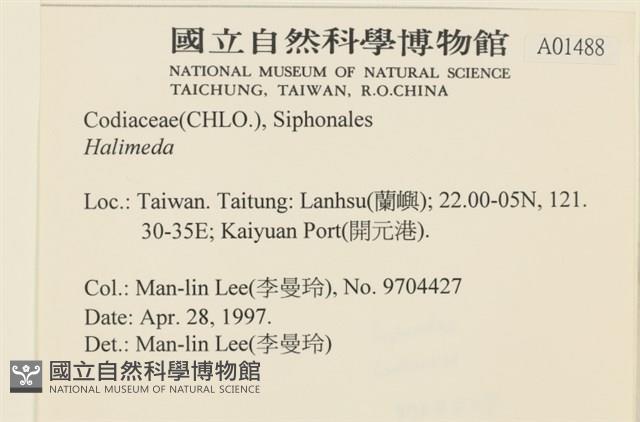 國立自然科學博物館
A01488
NATIONAL MUSEUM OF NATURAL SCIENCE
TAICHUNG, TAIWAN, R.O.CHINA
Codiaceae(CHLO.), Siphonales
Halimeda
Loc.: Taiwan. Taitung: Lanhsu(蘭嶼); 22.00-05N, 121.
30-35E; Kaiyuan Port(開元港).
Col.: Man-lin Lee(李曼玲), No. 9704427
Date: Apr. 28, 1997.
Det.: Man-lin Lee(李曼玲)
國立自然科學博物館
NATIONAL MUSEUM OF NATURAL SCIENCE